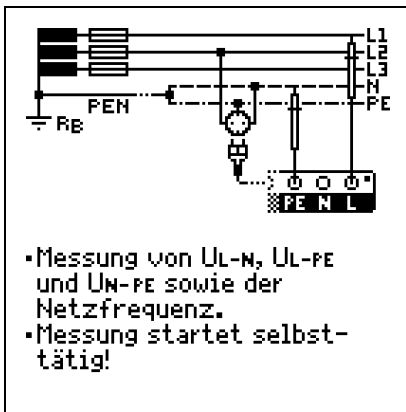 L1
L2
L3
N
PE
PEN
RB
PE N L
•Messung von UL-N, UL-PE
und UN-PE sowie der
Netzfrequenz.
•Messung startet selbst-
tätig!